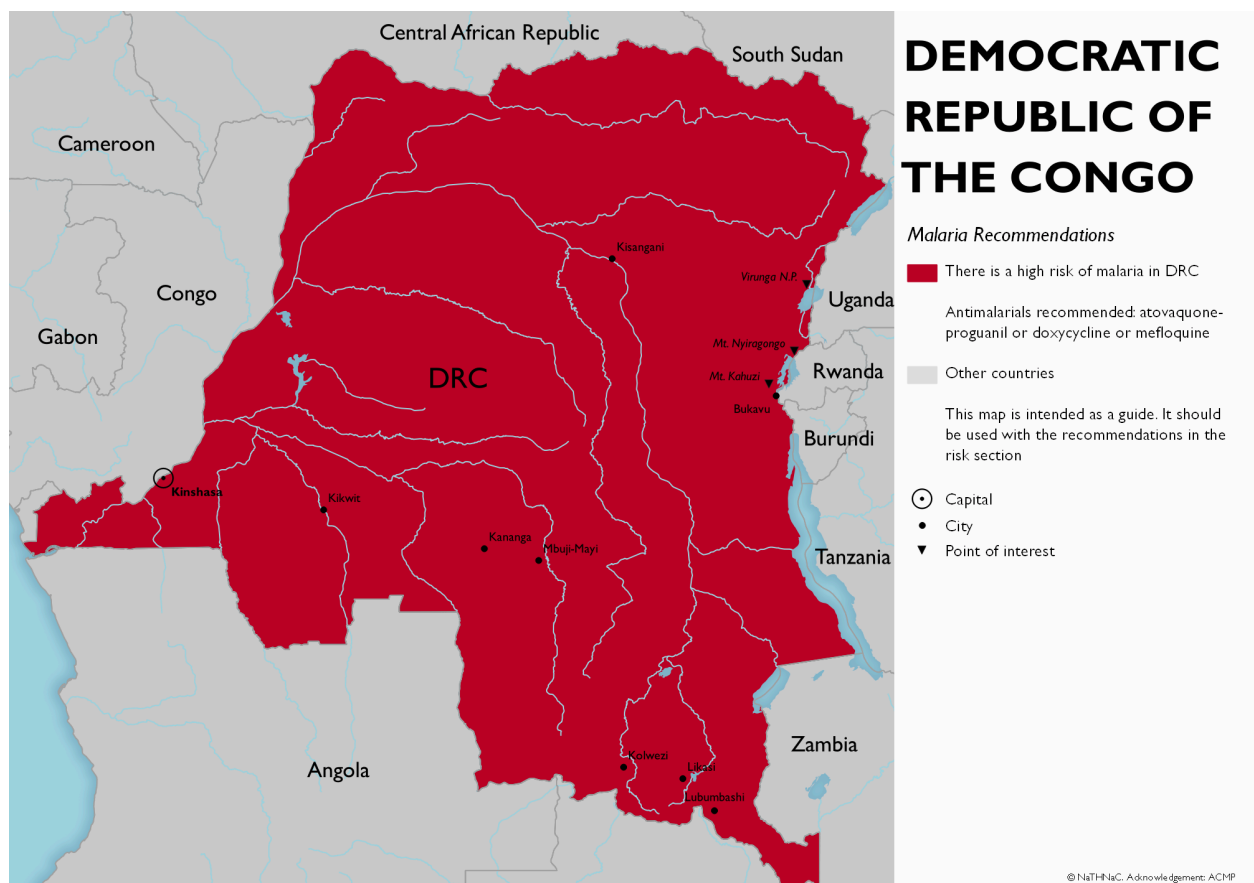 Central African Republic
South Sudan
Cameroon
Congo
Gabon
Kisangani
Virunga N.P.
Uganda
Mt. Nyiragongo
DRC
Mt. Kahuzi
Rwanda
Bukavu
Burundi
Kinshasa
Kikwit
Kananga
Mbuji-Mayi
Tanzania
Angola
Kolwezi
Likasi
Lubumbashi
Zambia
DEMOCRATIC
REPUBLIC OF
THE CONGO
Malaria Recommendations
There is a high risk of malaria in DRC
Antimalarials recommended: atovaquone-
proguanil or doxycycline or mefloquine
Other countries
This map is intended as a guide. It should
be used with the recommendations in the
risk section
Capital
City
Point of interest
© NaTHNaC. Acknowledgement: ACMP